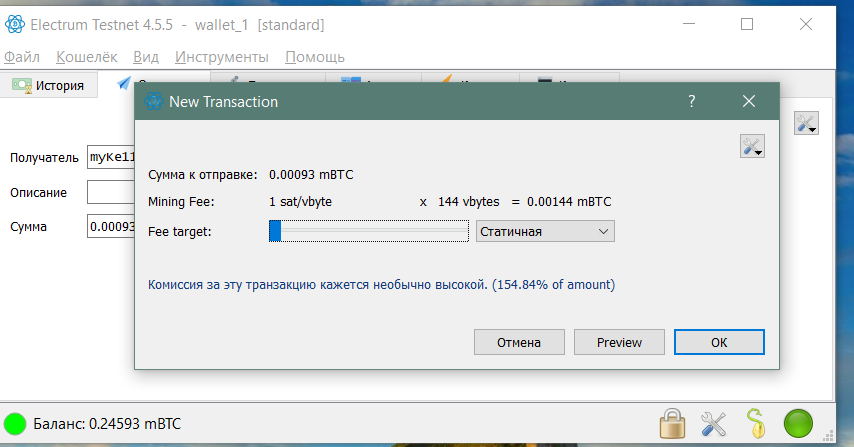 Electrum Testnet 4.5.5 - wallet_1 [standard]
Файл Кошелёк Вид Инструменты Помощь
История
New Transaction ?
Получатель
Описание
Сумма 0.00093
Сумма к отправке: 0.00093 mBTC
Mining Fee: 1 sat/vbyte x 144 vbytes = 0.00144 mBTC
Fee target: Статичная
Комиссия за эту транзакцию кажется необычно высокой. (154.84% of amount)
Отмена Preview OK
Баланс: 0.24593 mBTC